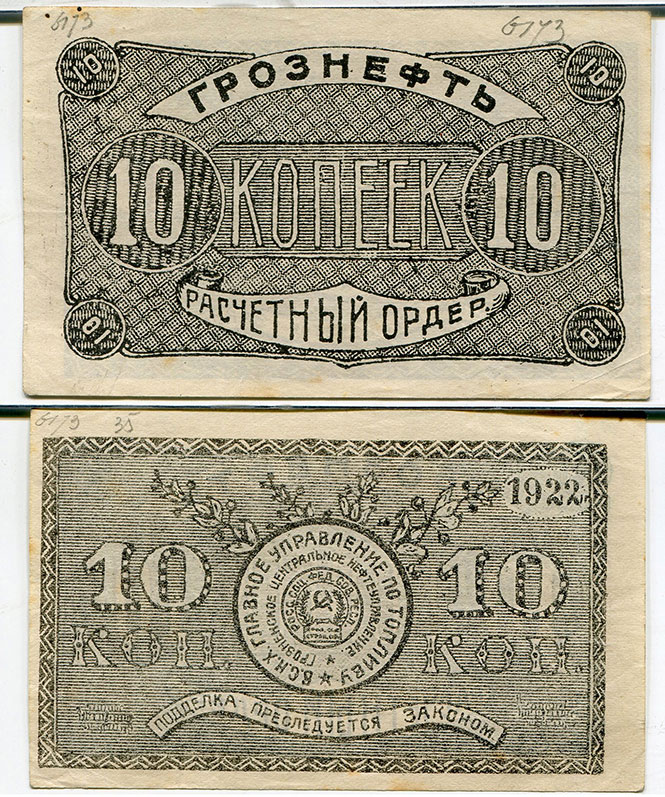 6173
6173
10
10
ГРОЗНЕФТЬ
10 КОПЕЕК 10
РАСЧЕТНЫЙ ОРДЕР.
10
10
6173 35
1922 г.
10
10
КОП.
КОП.
В.С.Н.Х. ГЛАВНОЕ УПРАВЛЕНИЕ ПО ТОПЛИВУ
ГРОЗНЕНСКОЕ ЦЕНТРАЛЬНОЕ НЕФТЕУПРАВЛЕНИЕ
ПОДДЕЛКА ПРЕСЛЕДУЕТСЯ ЗАКОНОМ.